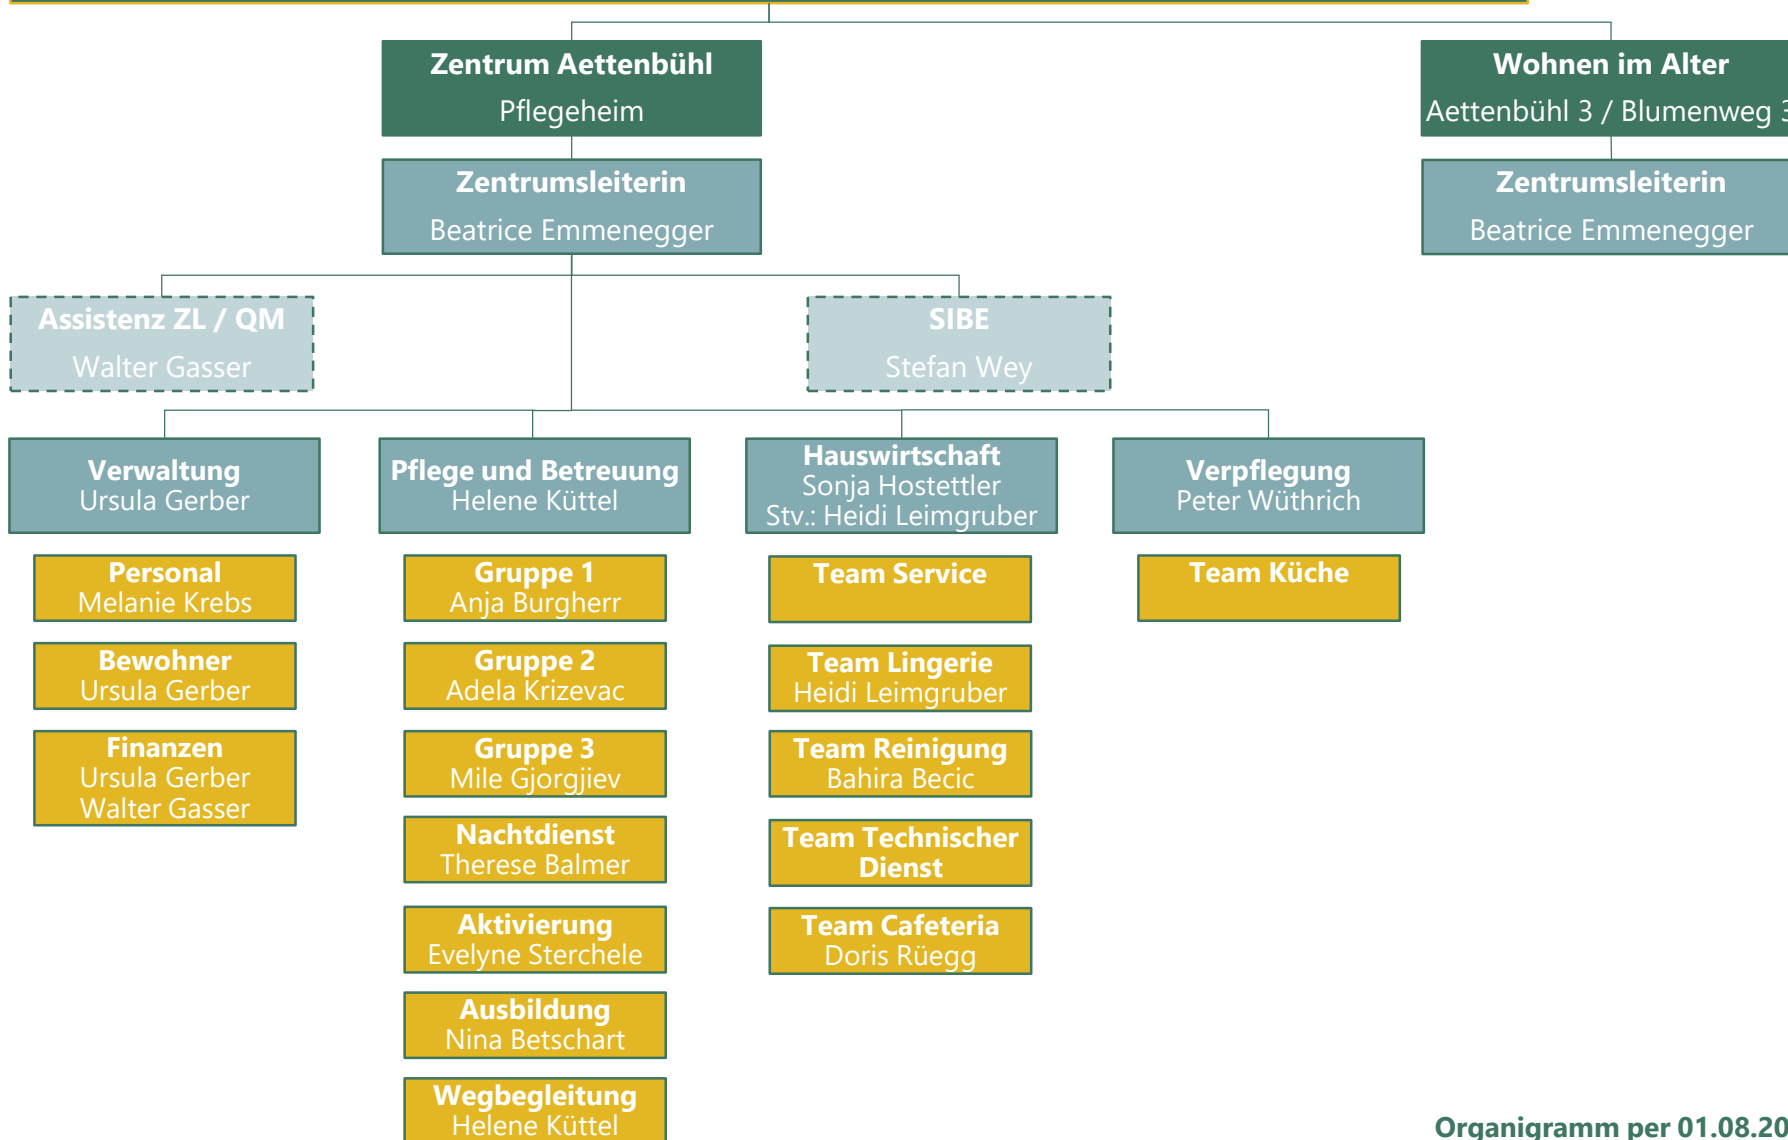 Zentrum Aettenbühl
Pflegeheim
Wohnen im Alter
Aettenbühl 3 / Blumenweg 3
Zentrumsleiterin
Beatrice Emmenegger
Zentrumsleiterin
Beatrice Emmenegger
Assistenz ZL / QM
Walter Gasser
SIBE
Stefan Wey
Verwaltung
Ursula Gerber
Pflege und Betreuung
Helene Küttel
Hauswirtschaft
Sonja Hostettler
Stv.: Heidi Leimgruber
Verpflegung
Peter Wüthrich
Personal
Melanie Krebs
Bewohner
Ursula Gerber
Finanzen
Ursula Gerber
Walter Gasser
Gruppe 1
Anja Burgherr
Gruppe 2
Adela Krizevac
Gruppe 3
Mile Gjorgjiev
Nachtdienst
Therese Balmer
Aktivierung
Evelyne Sterchele
Ausbildung
Nina Betschart
Wegbegleitung
Helene Küttel
Team Service
Team Lingerie
Heidi Leimgruber
Team Reinigung
Bahira Becic
Team Technischer
Dienst
Team Cafeteria
Doris Rüegg
Team Küche
Organigramm per 01.08.20